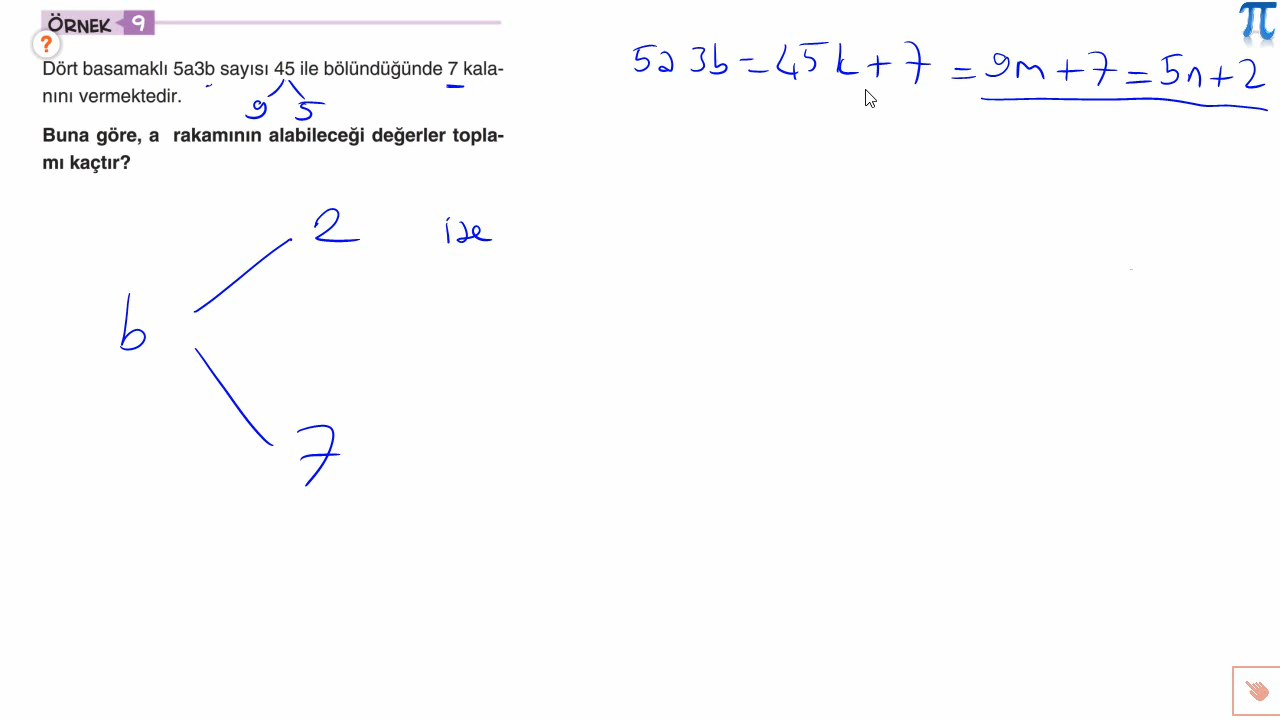 ÖRNEK 9
?
Dört basamaklı 5a3b sayısı 45 ile bölündüğünde 7 kala-
nını vermektedir.
9 5
Buna göre, a rakamının alabileceği değerler topla-
mı kaçtır?
5a3b = 45k + 7 = 9m + 7 = 5n + 2
π
2 ise
b
7